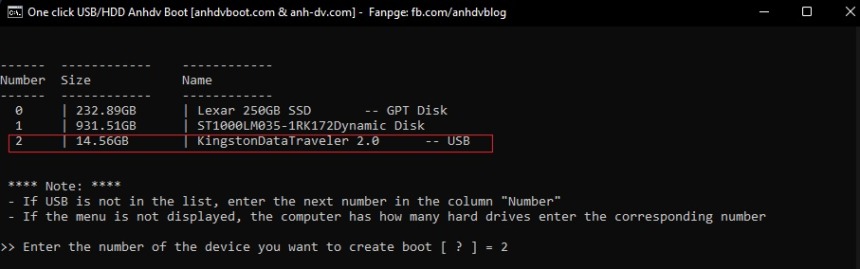 One click USB/HDD Anhdv Boot [anhdvboot.com & anh-dv.com] - Fanpge: fb.com/anhdvblog
------ ------------ ------------
Number Size Name
------ ------------ ------------
0 | 232.89GB | Lexar 250GB SSD -- GPT Disk
1 | 931.51GB | ST1000LM035-1RK172Dynamic Disk
2 | 14.56GB | KingstonDataTraveler 2.0 -- USB
**** Note: ****
- If USB is not in the list, enter the next number in the column "Number"
- If the menu is not displayed, the computer has how many hard drives enter the corresponding number
>> Enter the number of the device you want to create boot [ ? ] = 2